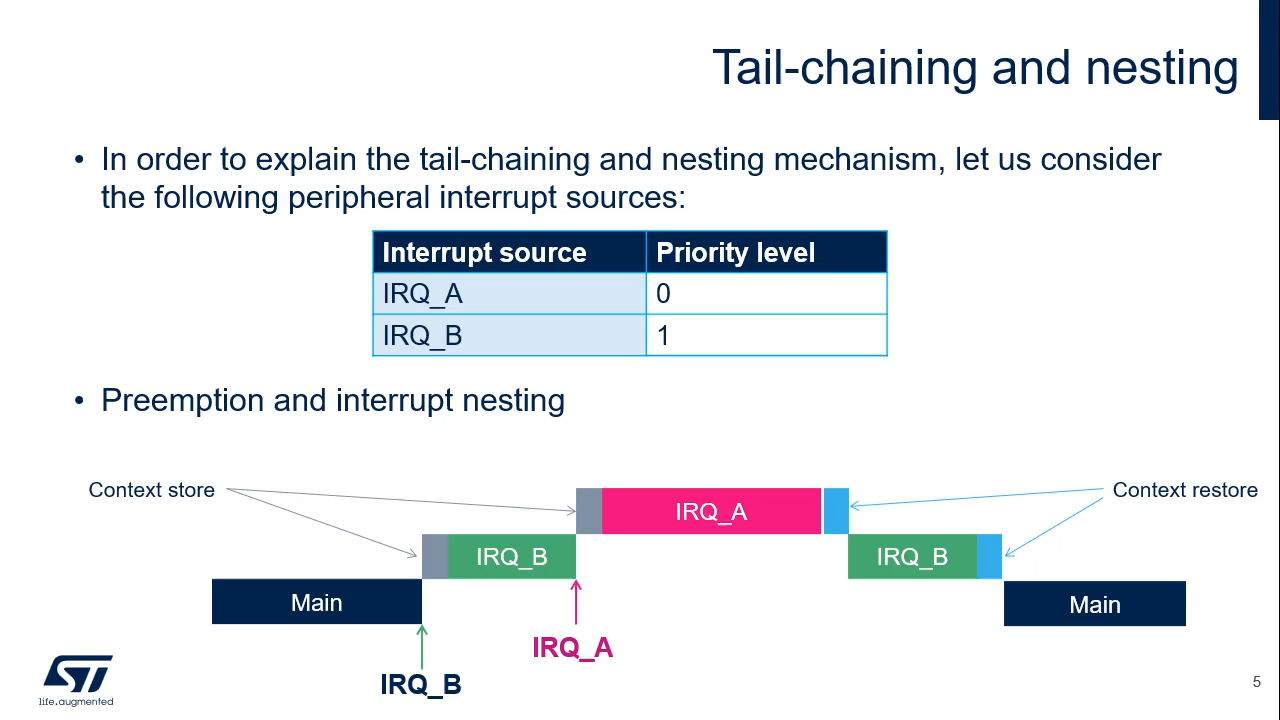 Tail-chaining and nesting
• In order to explain the tail-chaining and nesting mechanism, let us consider
the following peripheral interrupt sources:
Interrupt source Priority level
IRQ_A 0
IRQ_B 1
• Preemption and interrupt nesting
Context store
IRQ_A
Context restore
IRQ_B
IRQ_B
Main
Main
IRQ_A
IRQ_B
ST
life.augmented
5